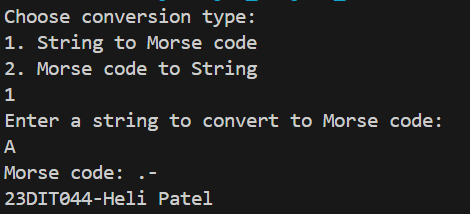 Choose conversion type:
1. String to Morse code
2. Morse code to String
1
Enter a string to convert to Morse code:
A
Morse code: .-
23DIT044-Heli Patel